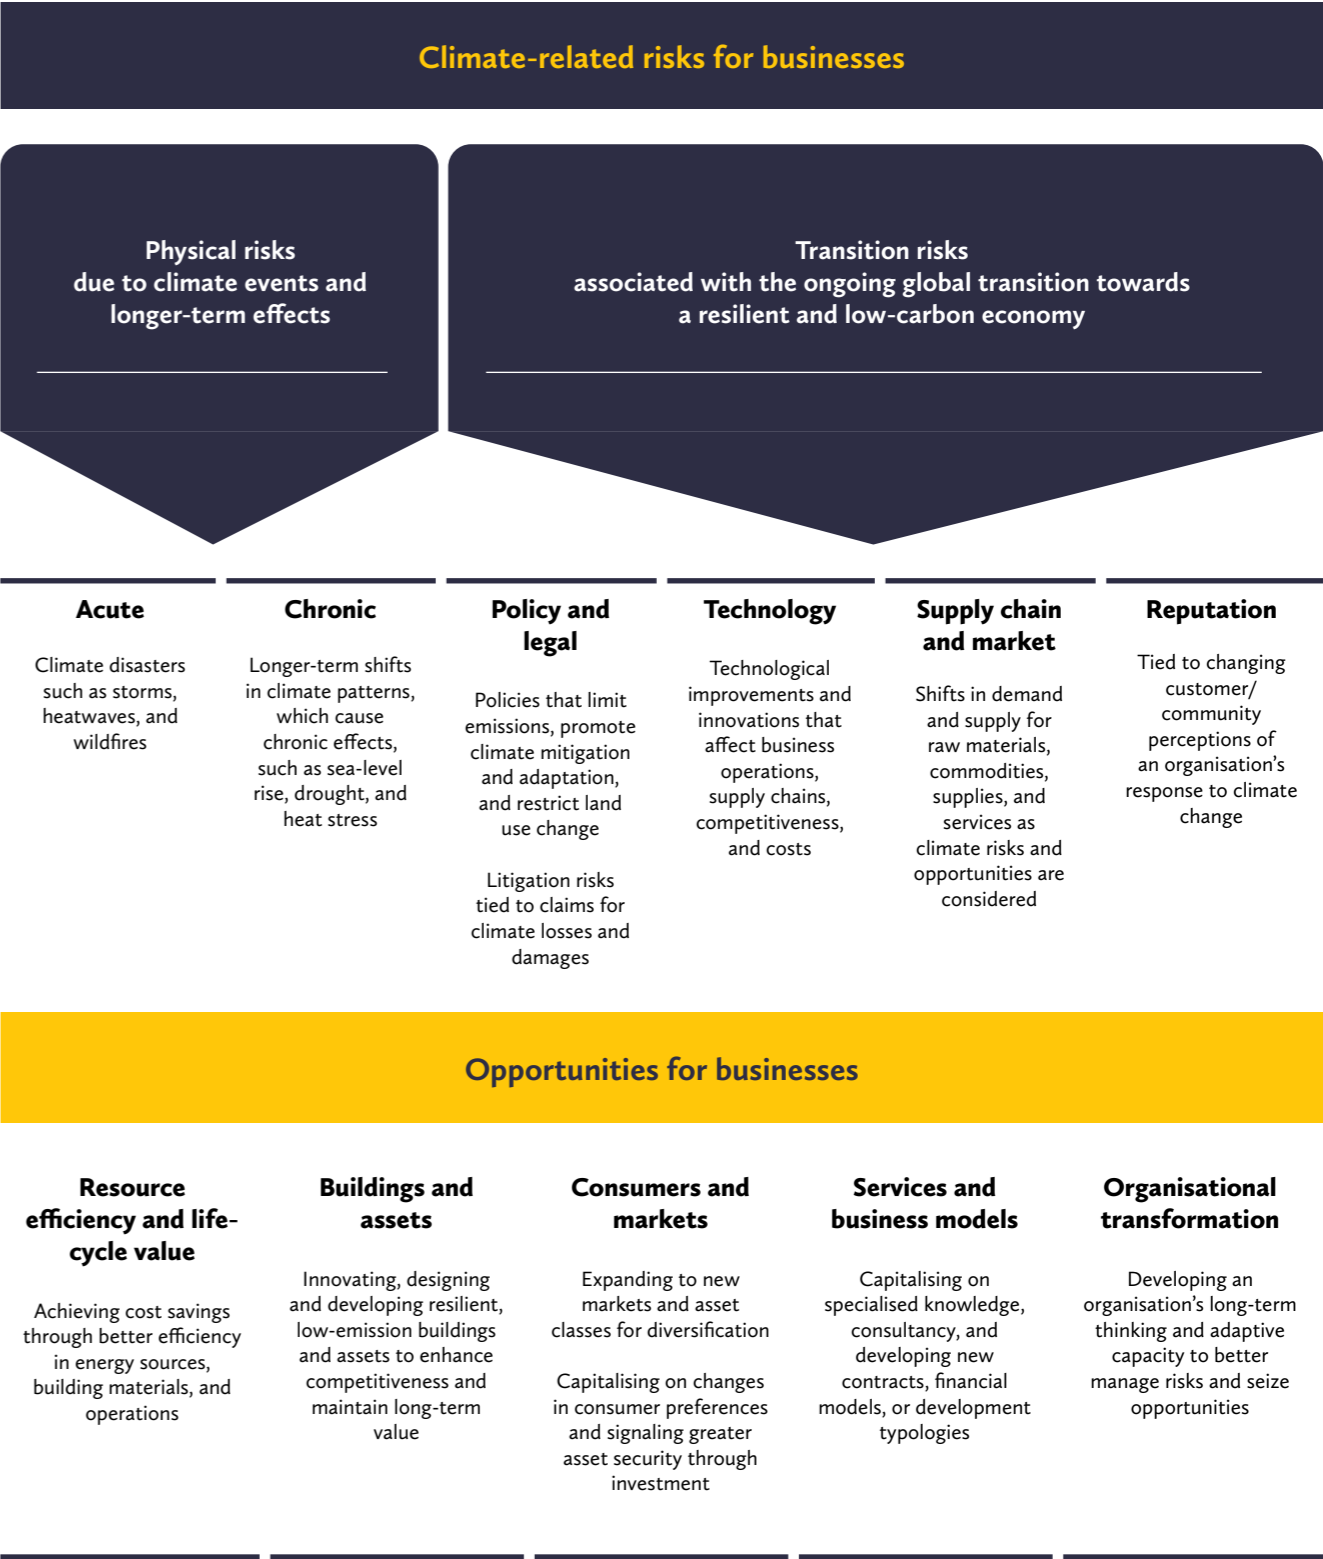 Climate-related risks for businesses
Physical risks
due to climate events and
longer-term effects
Transition risks
associated with the ongoing global transition towards
a resilient and low-carbon economy
Acute
Climate disasters
such as storms,
heatwaves, and
wildfires
Chronic
Longer-term shifts
in climate patterns,
which cause
chronic effects,
such as sea-level
rise, drought, and
heat stress
Policy and
legal
Policies that limit
emissions, promote
climate mitigation
and adaptation,
and restrict land
use change
Litigation risks
tied to claims for
climate losses and
damages
Technology
Technological
improvements and
innovations that
affect business
operations,
supply chains,
competitiveness,
and costs
Supply chain
and market
Shifts in demand
and supply for
raw materials,
commodities,
supplies, and
services as
climate risks and
opportunities are
considered
Reputation
Tied to changing
customer/
community
perceptions of
an organisation’s
response to climate
change
Opportunities for businesses
Resource
efficiency and life-
cycle value
Achieving cost savings
through better efficiency
in energy sources,
building materials, and
operations
Buildings and
assets
Innovating, designing
and developing resilient,
low-emission buildings
and assets to enhance
competitiveness and
maintain long-term
value
Consumers and
markets
Expanding to new
markets and asset
classes for diversification
Capitalising on changes
in consumer preferences
and signaling greater
asset security through
investment
Services and
business models
Capitalising on
specialised knowledge,
consultancy, and
developing new
contracts, financial
models, or development
typologies
Organisational
transformation
Developing an
organisation’s long-term
thinking and adaptive
capacity to better
manage risks and seize
opportunities